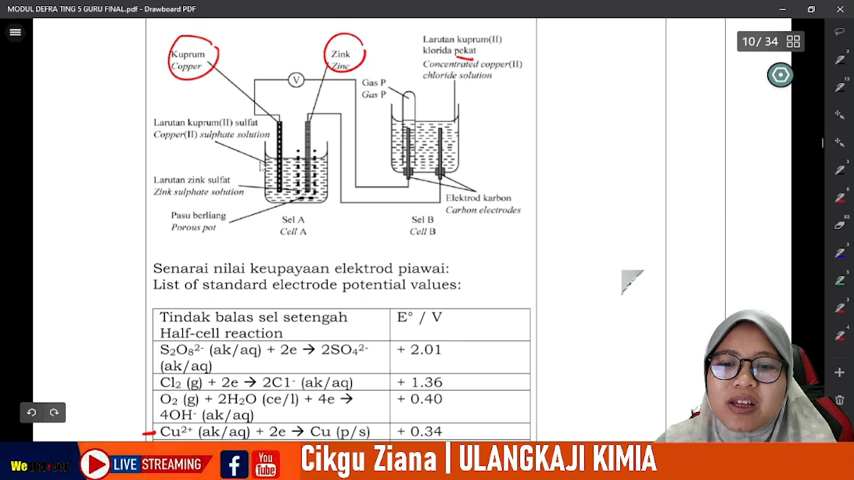 MODUL DEFRA TING 5 GURU FINAL.pdf - Drawboard PDF
10 / 34
Kuprum
Copper
Zink
Zinc
Larutan kuprum(II)
klorida pekat
Concentrated copper(II)
chloride solution
V
Gas P
Gas P
Larutan kuprum(II) sulfat
Copper(II) sulphate solution
Larutan zink sulfat
Zink sulphate solution
Pasu berliang
Porous pot
Sel A
Cell A
Elektrod karbon
Carbon electrodes
Sel B
Cell B
Senarai nilai keupayaan elektrod piawai:
List of standard electrode potential values:
Tindak balas sel setengah
Half-cell reaction
E° / V
S₂O₈²⁻ (ak/aq) + 2e → 2SO₄²⁻
(ak/aq)
+ 2.01
Cl₂ (g) + 2e → 2C1⁻ (ak/aq)
+ 1.36
O₂ (g) + 2H₂O (ce/l) + 4e →
4OH⁻ (ak/aq)
+ 0.40
Cu²⁺ (ak/aq) + 2e → Cu (p/s)
+ 0.34
LIVE STREAMING
You
Tube
Cikgu Ziana | ULANGKAJI KIMIA